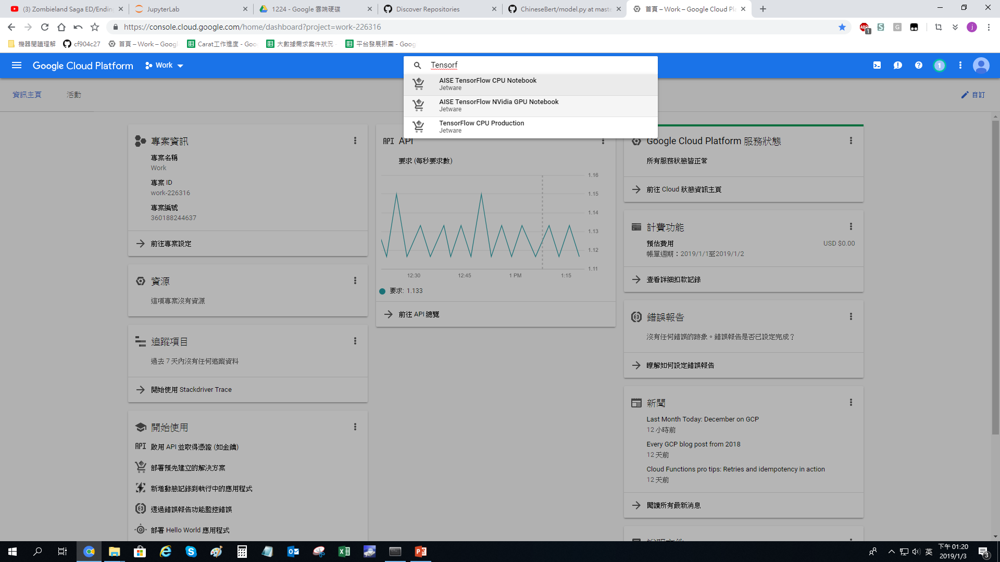 (3) Zombieland Saga ED/Endin
JupyterLab
1224 - Google 雲端硬碟
Discover Repositories
ChineseBert/model.py at maste
首頁 – Work – Google Cloud Pla
https://console.cloud.google.com/home/dashboard?project=work-226316
ABP
1
S
G
j
機器閱讀理解
cf904c27
首頁 – Work – Googl
Carat工作進度 - Goo
大數據需求案件狀況 -
平台發展揪團 - Goog
Google Cloud Platform
Work
Tensorf
1
AISE TensorFlow CPU Notebook
Jetware
AISE TensorFlow NVidia GPU Notebook
Jetware
TensorFlow CPU Production
Jetware
資訊主頁
活動
自訂
專案資訊
專案名稱
Work
專案 ID
work-226316
專案編號
360188244637
前往專案設定
資源
這項專案沒有資源
追蹤項目
過去 7 天內沒有任何追蹤資料
開始使用 Stackdriver Trace
開始使用
API 啟用 API 並取得憑證 (如金鑰)
部署預先建立的解決方案
新增動態記錄到執行中的應用程式
透過錯誤報告功能監控錯誤
部署 Hello World 應用程式
API API
要求 (每秒要求數)
1.16
1.15
1.14
1.13
1.12
1.11
12:30
12:45
1 PM
1:15
要求: 1.133
前往 API 總覽
Google Cloud Platform 服務狀態
所有服務狀態皆正常
前往 Cloud 狀態資訊主頁
計費功能
預估費用
USD $0.00
帳單週期：2019/1/1至2019/1/2
查看詳細扣款記錄
錯誤報告
沒有任何錯誤的跡象。錯誤報告是否已設定完成？
瞭解如何設定錯誤報告
新聞
Last Month Today: December on GCP
12 小時前
Every GCP blog post from 2018
12 天前
Cloud Functions pro tips: Retries and idempotency in action
12 天前
閱讀所有最新消息
英
下午 01:20
2019/1/3
3